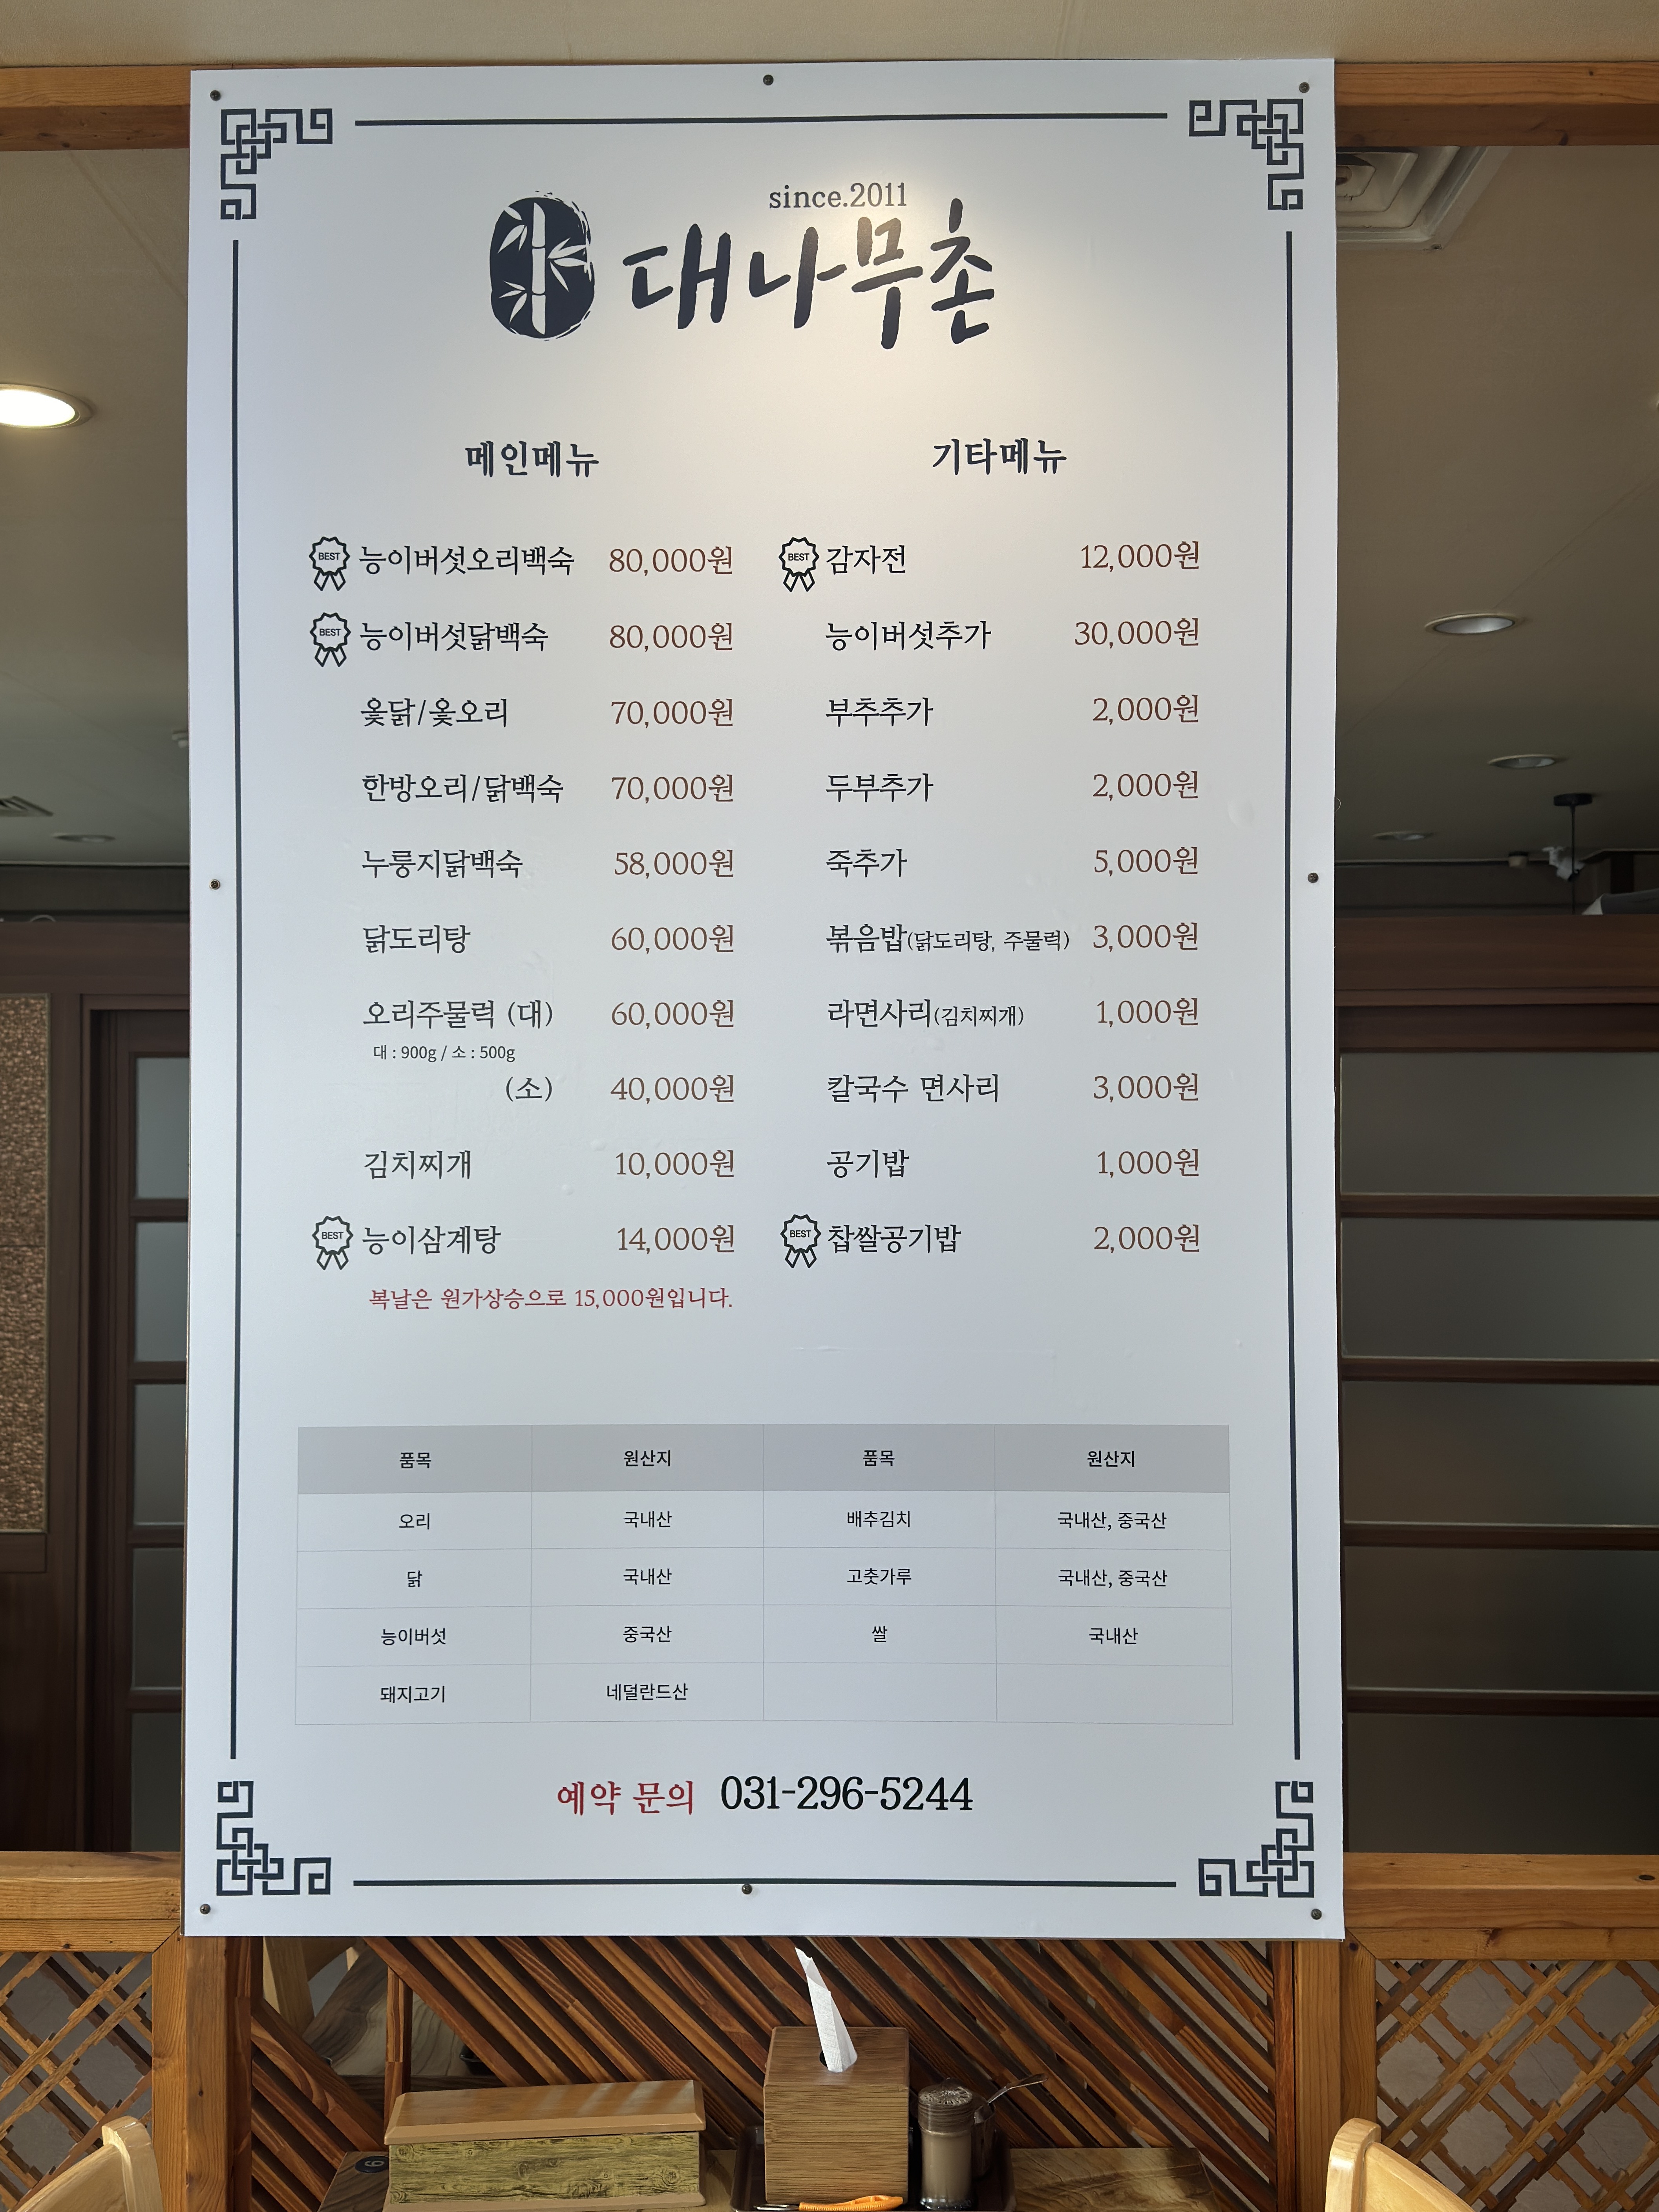 since.2011
대나무촌
메인메뉴
BEST 능이버섯오리백숙 80,000원
BEST 능이버섯닭백숙 80,000원
옻닭/옻오리 70,000원
한방오리/닭백숙 70,000원
누룽지닭백숙 58,000원
닭도리탕 60,000원
오리주물럭 (대) 60,000원
대 : 900g / 소 : 500g
(소) 40,000원
김치찌개 10,000원
BEST 능이삼계탕 14,000원
복날은 원가상승으로 15,000원입니다.
기타메뉴
BEST 감자전 12,000원
능이버섯추가 30,000원
부추추가 2,000원
두부추가 2,000원
죽추가 5,000원
볶음밥(닭도리탕, 주물럭) 3,000원
라면사리(김치찌개) 1,000원
칼국수 면사리 3,000원
공기밥 1,000원
BEST 찹쌀공기밥 2,000원
품목 원산지 품목 원산지
오리 국내산 배추김치 국내산, 중국산
닭 국내산 고춧가루 국내산, 중국산
능이버섯 중국산 쌀 국내산
돼지고기 네덜란드산
예약 문의 031-296-5244